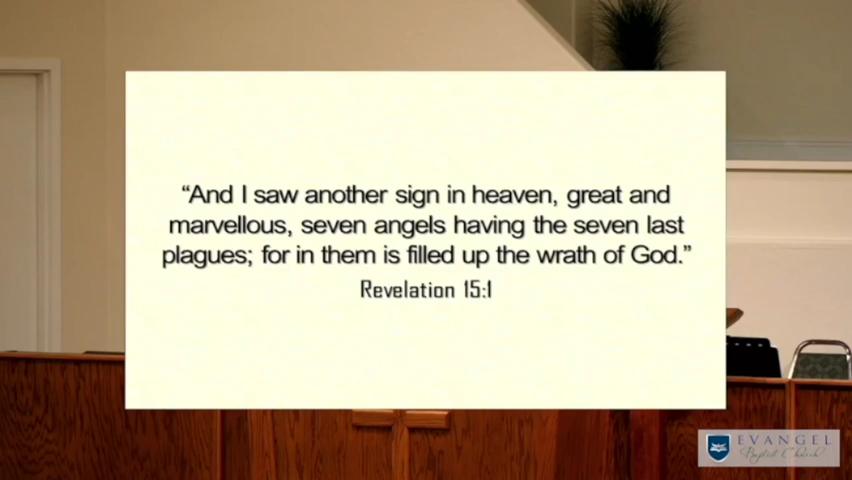 “And I saw another sign in heaven, great and
marvellous, seven angels having the seven last
plagues; for in them is filled up the wrath of God.”
Revelation 15:1
EVANGEL
Baptist Church